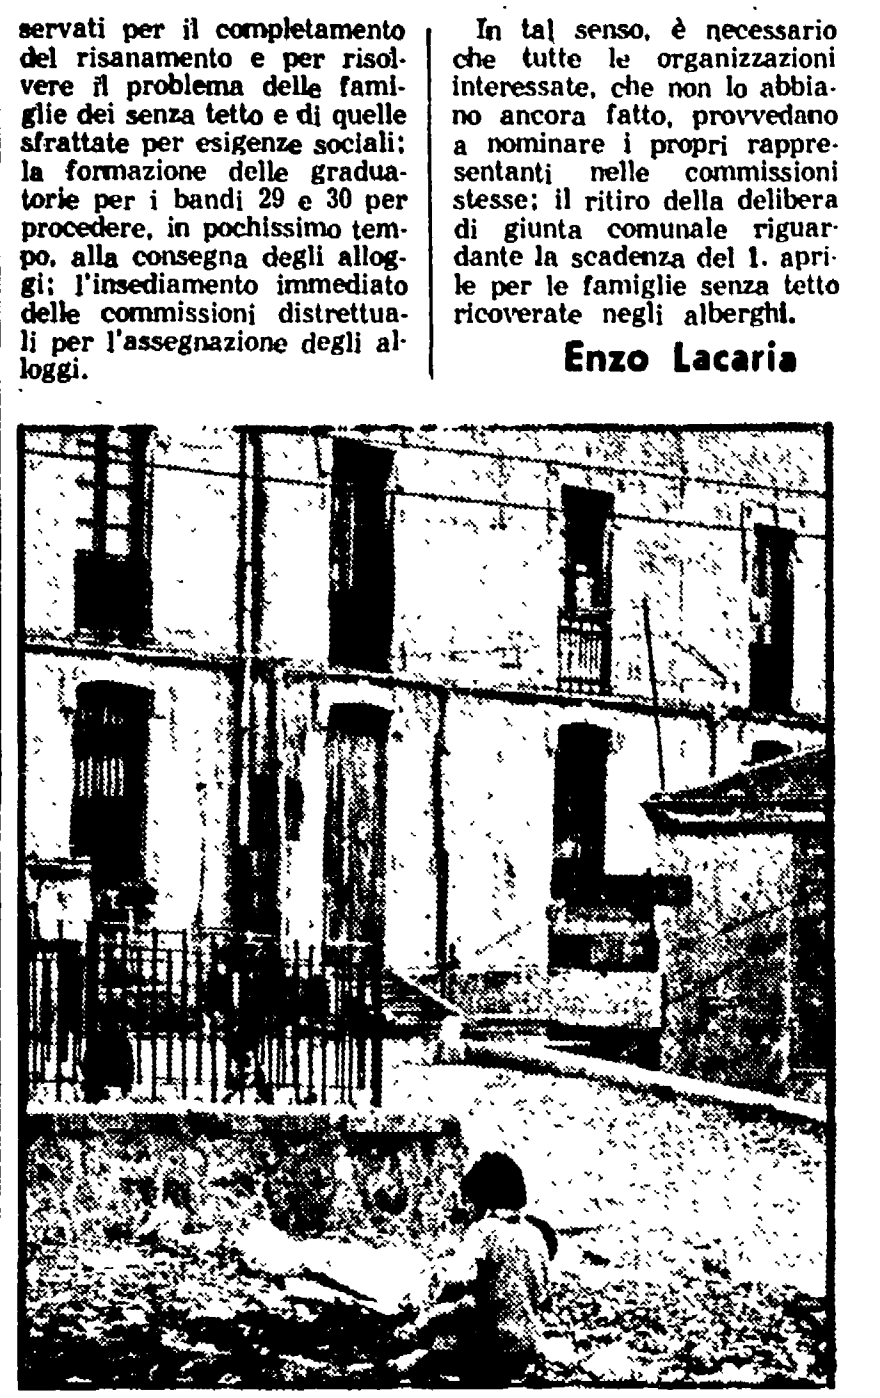 servati per il completamento
del risanamento e per risol-
vere il problema delle fami-
glie dei senza tetto e di quelle
sfrattate per esigenze sociali;
la formazione delle gradua-
torie per i bandi 29 e 30 per
procedere, in pochissimo tem-
po, alla consegna degli allog-
gi; l'insediamento immediato
delle commissioni distrettua-
li per l'assegnazione degli al-
loggi.
In tal senso, è necessario
che tutte le organizzazioni
interessate, che non lo abbia-
no ancora fatto, provvedano
a nominare i propri rappre-
sentanti nelle commissioni
stesse; il ritiro della delibera
di giunta comunale riguar-
dante la scadenza del 1. apri-
le per le famiglie senza tetto
ricoverate negli alberghi.
Enzo Lacaria